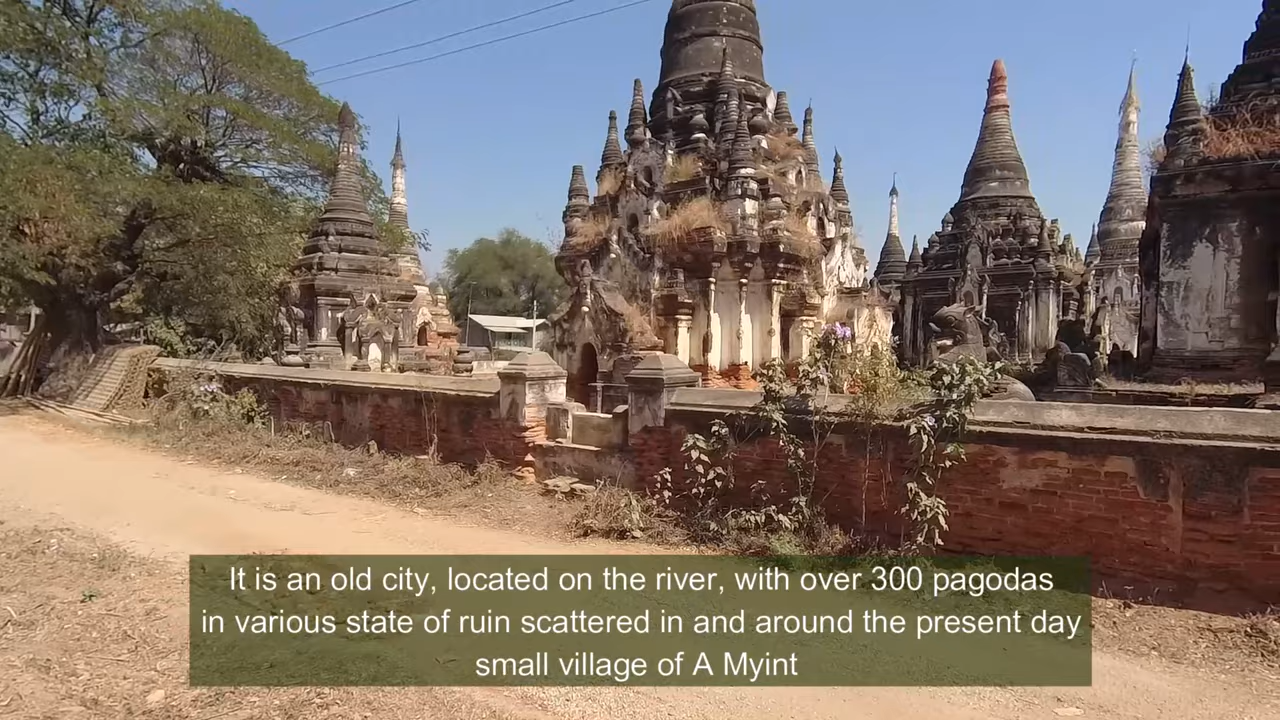 It is an old city, located on the river, with over 300 pagodas
in various state of ruin scattered in and around the present day
small village of A Myint